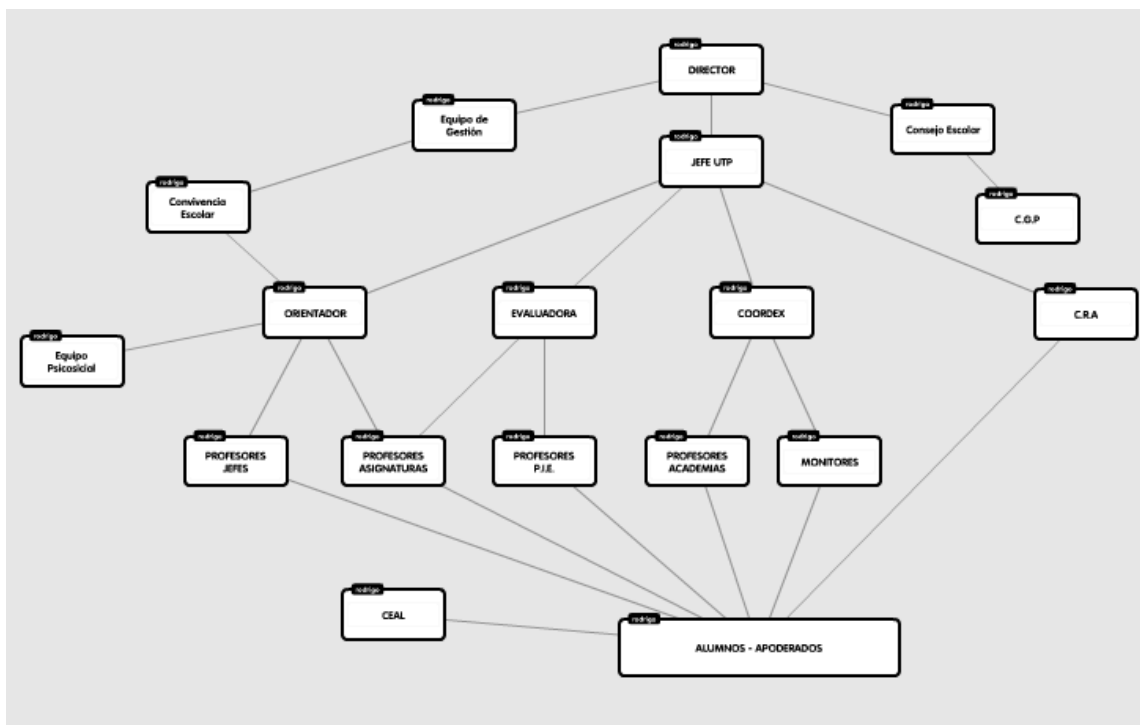 rodrigo
DIRECTOR
rodrigo
Equipo de
Gestión
rodrigo
Consejo Escolar
rodrigo
JEFE UTP
rodrigo
Convivencia
Escolar
rodrigo
C.G.P
rodrigo
ORIENTADOR
rodrigo
EVALUADORA
rodrigo
COORDEX
rodrigo
C.R.A
rodrigo
Equipo
Psicosicial
rodrigo
PROFESORES
JEFES
rodrigo
PROFESORES
ASIGNATURAS
rodrigo
PROFESORES
P.I.E.
rodrigo
PROFESORES
ACADEMIAS
rodrigo
MONITORES
rodrigo
CEAL
rodrigo
ALUMNOS - APODERADOS